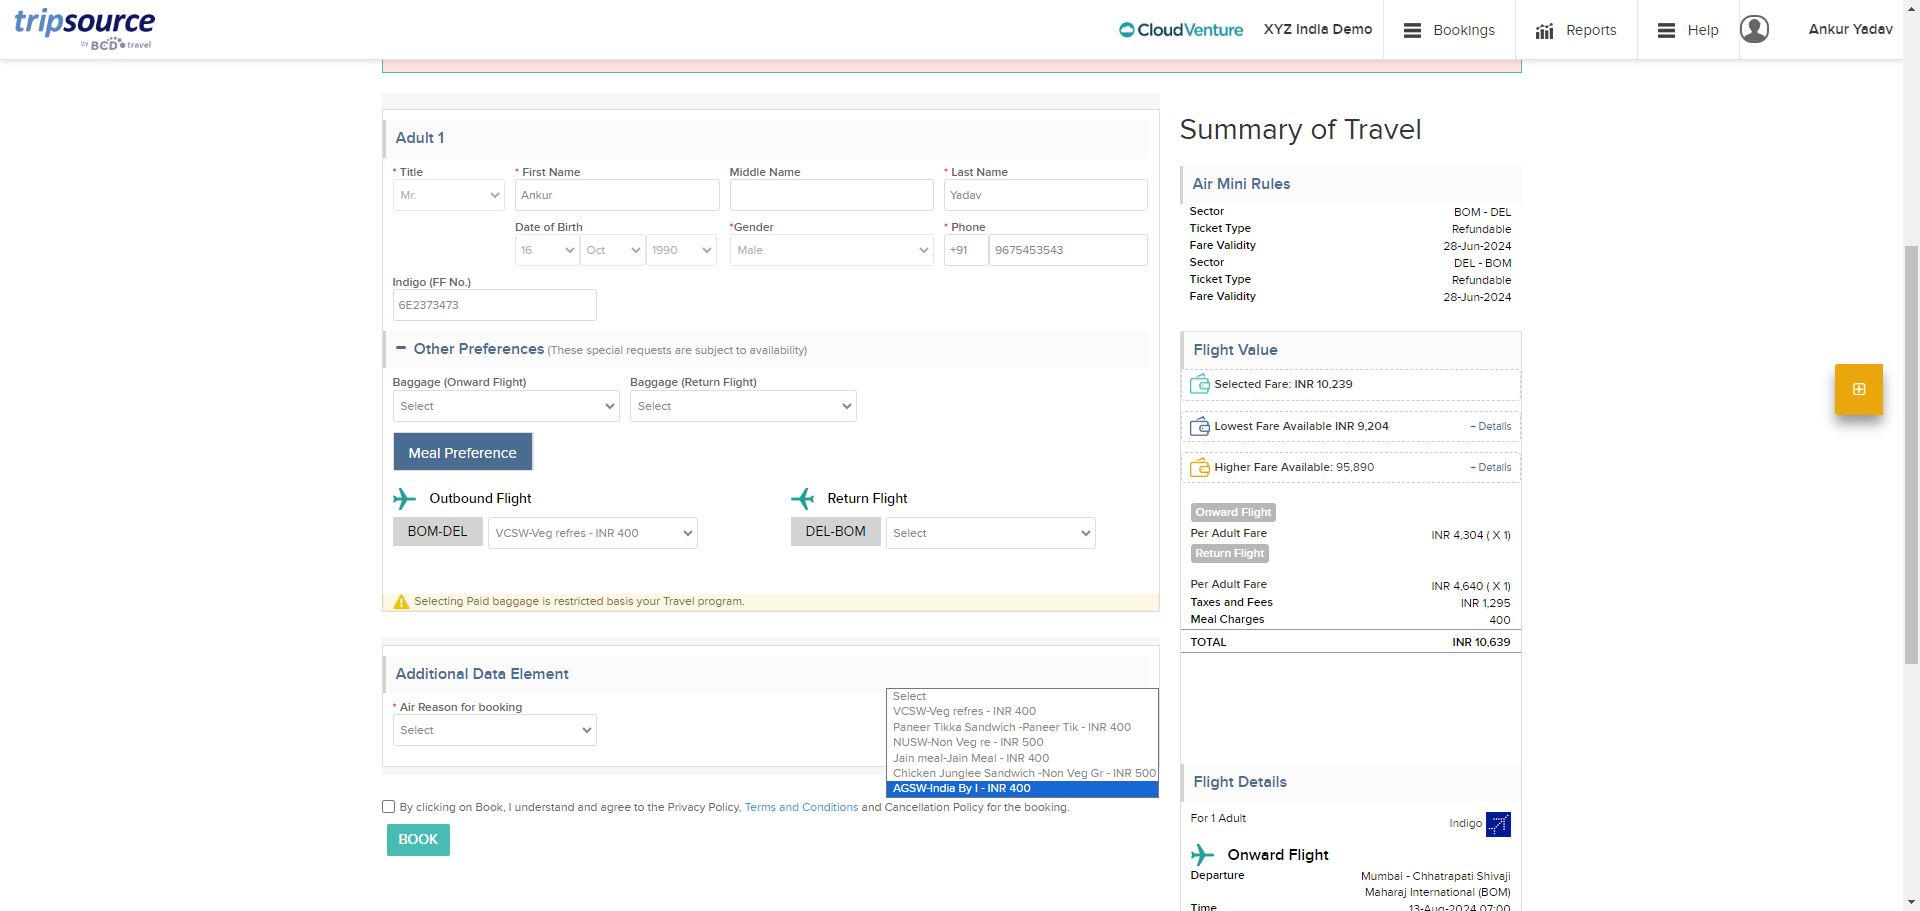 tripsource
by BCD travel
CloudVenture
XYZ India Demo
Bookings
Reports
Help
Ankur Yadav
Adult 1
* Title
* First Name
Middle Name
* Last Name
Mr.
Ankur
Yadav
Date of Birth
*Gender
* Phone
16
Oct
1990
Male
+91
9675453543
Indigo (FF No.)
6E2373473
Other Preferences (These special requests are subject to availability)
Baggage (Onward Flight)
Baggage (Return Flight)
Select
Select
Meal Preference
Outbound Flight
Return Flight
BOM-DEL
VCSW-Veg refres - INR 400
DEL-BOM
Select
Selecting Paid baggage is restricted basis your Travel program.
Additional Data Element
* Air Reason for booking
Select
Select
VCSW-Veg refres - INR 400
Paneer Tikka Sandwich -Paneer Tik - INR 400
NUSW-Non Veg re - INR 500
Jain meal-Jain Meal - INR 400
Chicken Junglee Sandwich -Non Veg Gr - INR 500
AGSW-India By I - INR 400
By clicking on Book, I understand and agree to the Privacy Policy, Terms and Conditions and Cancellation Policy for the booking.
BOOK
Summary of Travel
Air Mini Rules
Sector BOM - DEL
Ticket Type Refundable
Fare Validity 28-Jun-2024
Sector DEL - BOM
Ticket Type Refundable
Fare Validity 28-Jun-2024
Flight Value
Selected Fare: INR 10,239
Lowest Fare Available INR 9,204 + Details
Higher Fare Available: 95,890 + Details
Onward Flight
Per Adult Fare INR 4,304 ( X 1)
Return Flight
Per Adult Fare INR 4,640 ( X 1)
Taxes and Fees INR 1,295
Meal Charges 400
TOTAL INR 10,639
Flight Details
For 1 Adult Indigo
Onward Flight
Departure Mumbai - Chhatrapati Shivaji
Maharaj International (BOM)
Time 13-Aug-2024 07:00